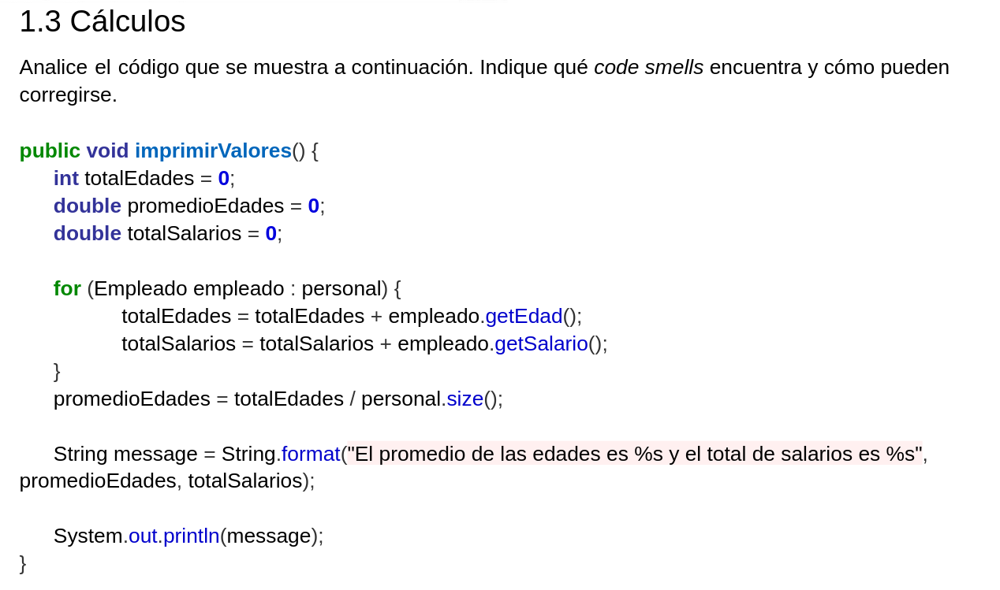 1.3 Cálculos
Analice el código que se muestra a continuación. Indique qué code smells encuentra y cómo pueden
corregirse.
public void imprimirValores() {
int totalEdades = 0;
double promedioEdades = 0;
double totalSalarios = 0;
for (Empleado empleado : personal) {
totalEdades = totalEdades + empleado.getEdad();
totalSalarios = totalSalarios + empleado.getSalario();
}
promedioEdades = totalEdades / personal.size();
String message = String.format("El promedio de las edades es %s y el total de salarios es %s",
promedioEdades, totalSalarios);
System.out.println(message);
}